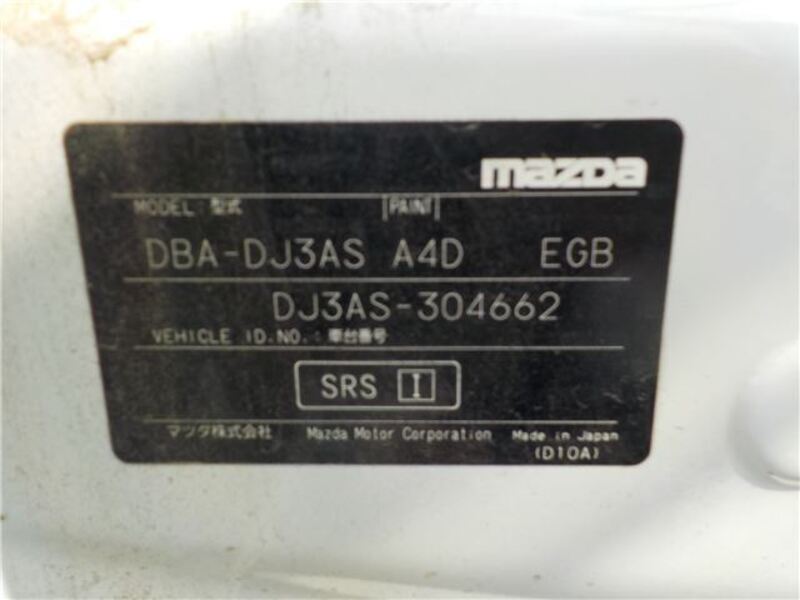 mazda
MODEL : 型式 |PAINT|
DBA-DJ3AS A4D EGB
DJ3AS-304662
VEHICLE ID.NO. : 車台番号
SRS I
マツダ株式会社 Mazda Motor Corporation Made in Japan
(D10A)